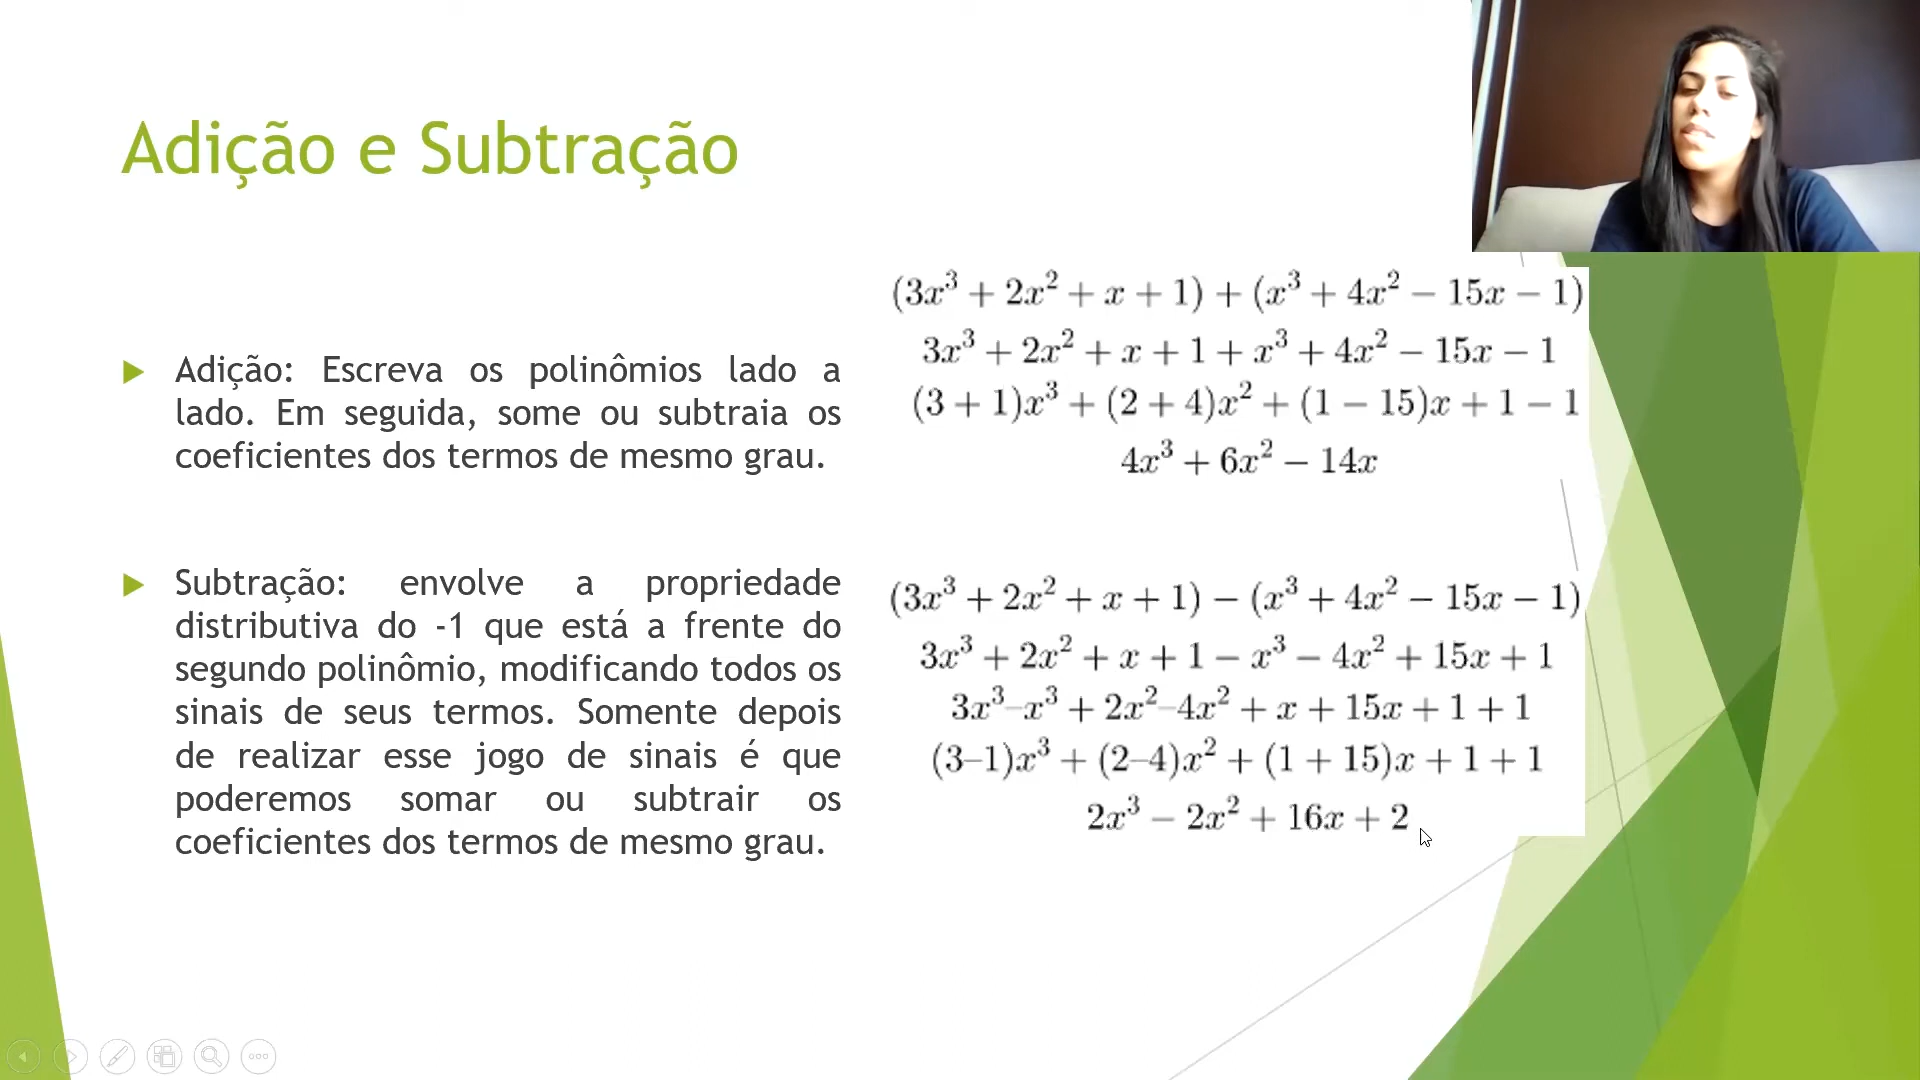 Adição e Subtração
Adição: Escreva os polinômios lado a
lado. Em seguida, some ou subtraia os
coeficientes dos termos de mesmo grau.
Subtração: envolve a propriedade
distributiva do -1 que está a frente do
segundo polinômio, modificando todos os
sinais de seus termos. Somente depois
de realizar esse jogo de sinais é que
poderemos somar ou subtrair os
coeficientes dos termos de mesmo grau.
(3x³ + 2x² + x + 1) + (x³ + 4x² − 15x − 1)
3x³ + 2x² + x + 1 + x³ + 4x² − 15x − 1
(3 + 1)x³ + (2 + 4)x² + (1 − 15)x + 1 − 1
4x³ + 6x² − 14x
(3x³ + 2x² + x + 1) − (x³ + 4x² − 15x − 1)
3x³ + 2x² + x + 1 − x³ − 4x² + 15x + 1
3x³–x³ + 2x²–4x² + x + 15x + 1 + 1
(3–1)x³ + (2–4)x² + (1 + 15)x + 1 + 1
2x³ − 2x² + 16x + 2